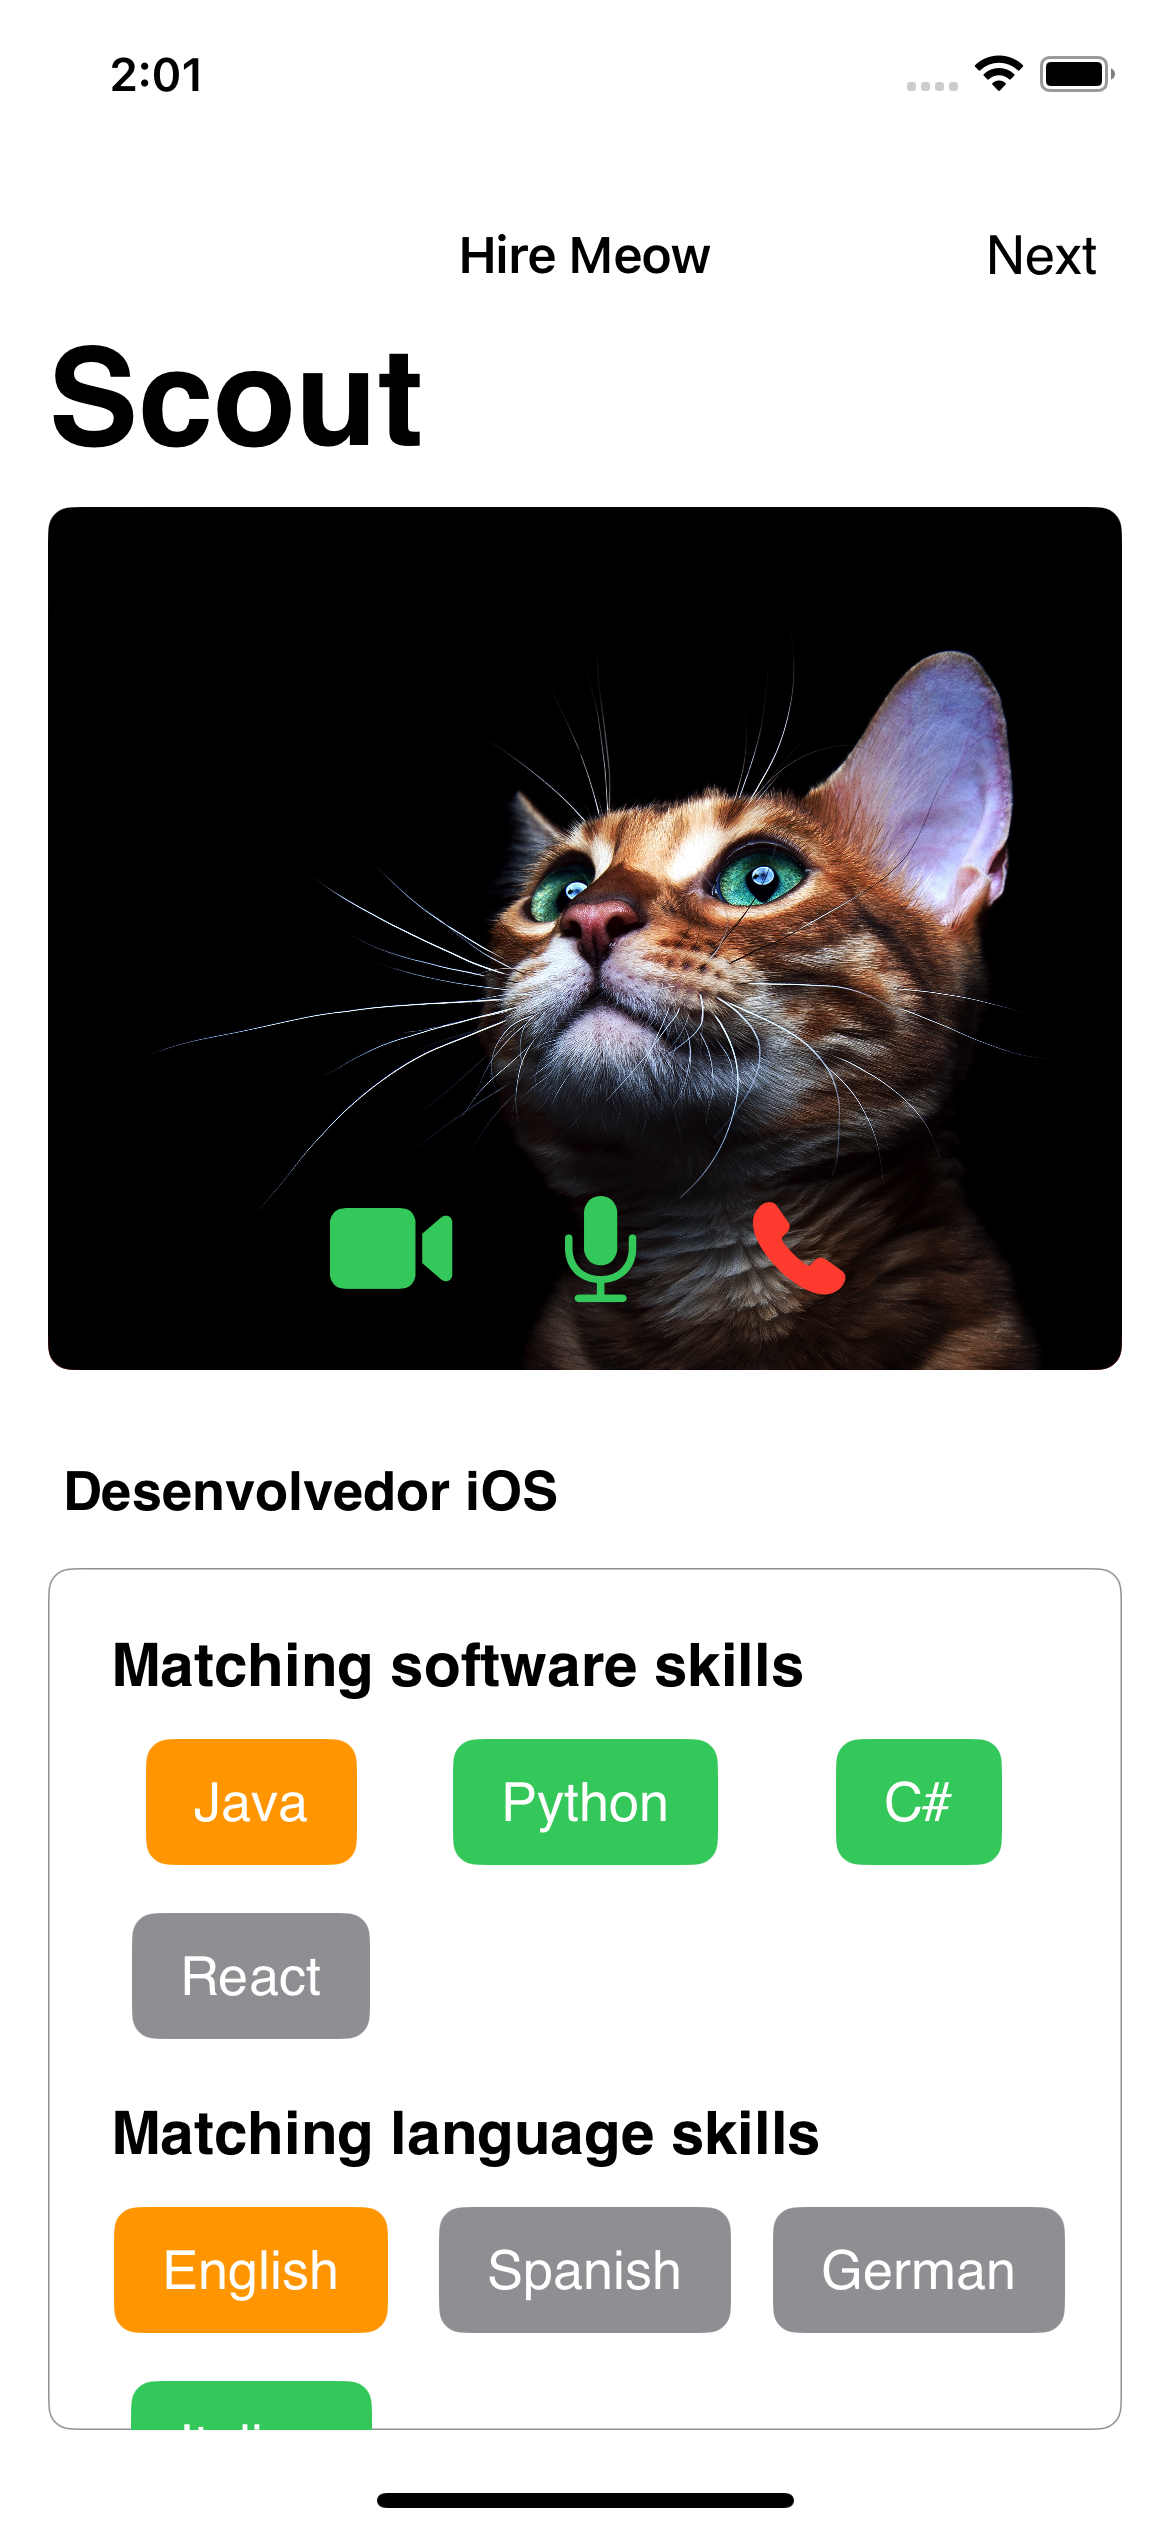 2:01
Hire Meow
Next
Scout
Desenvolvedor iOS
Matching software skills
Java
Python
C#
React
Matching language skills
English
Spanish
German